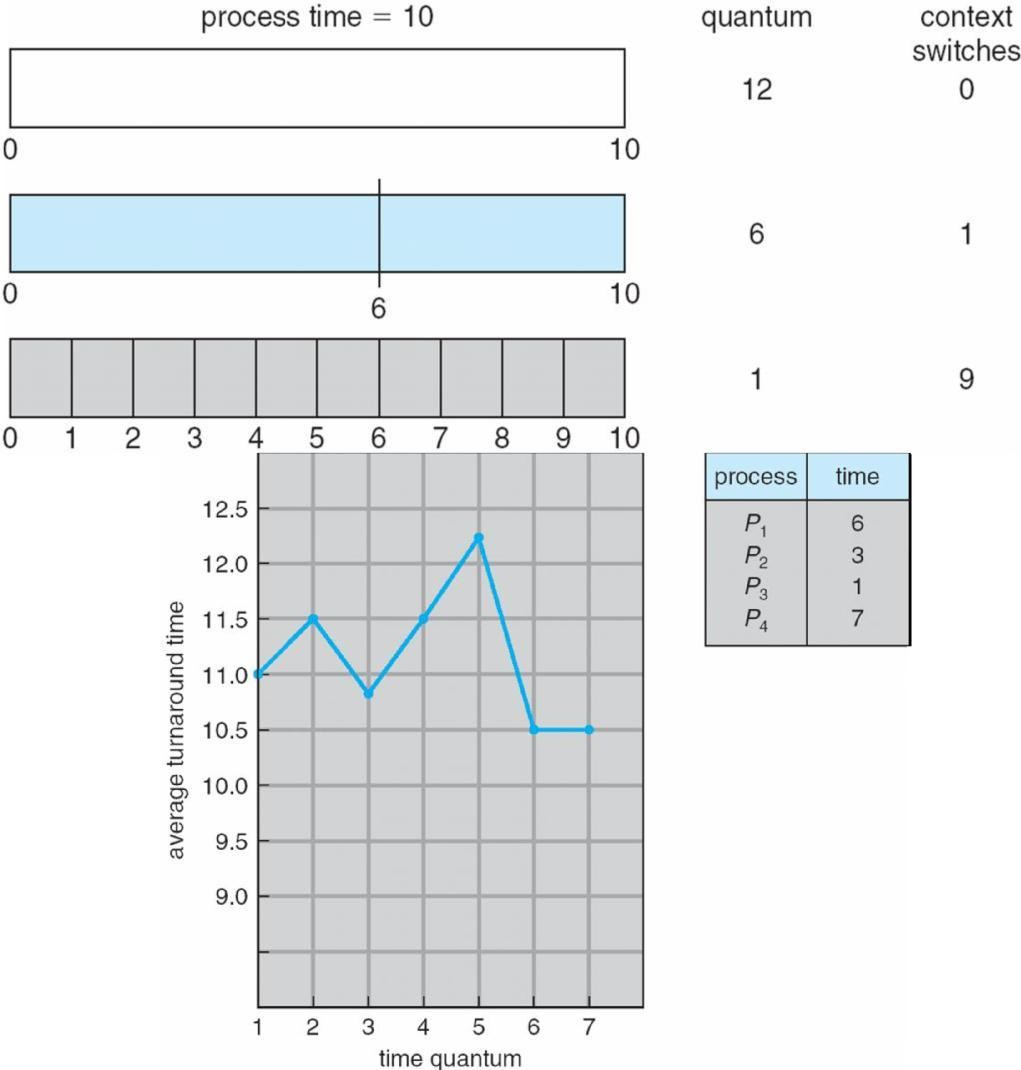 process time = 10
quantum
context
switches
12
0
0
10
6
1
0
6
10
1
9
0 1 2 3 4 5 6 7 8 9 10
process time
P1 6
P2 3
P3 1
P4 7
average turnaround time
12.5
12.0
11.5
11.0
10.5
10.0
9.5
9.0
1 2 3 4 5 6 7
time quantum